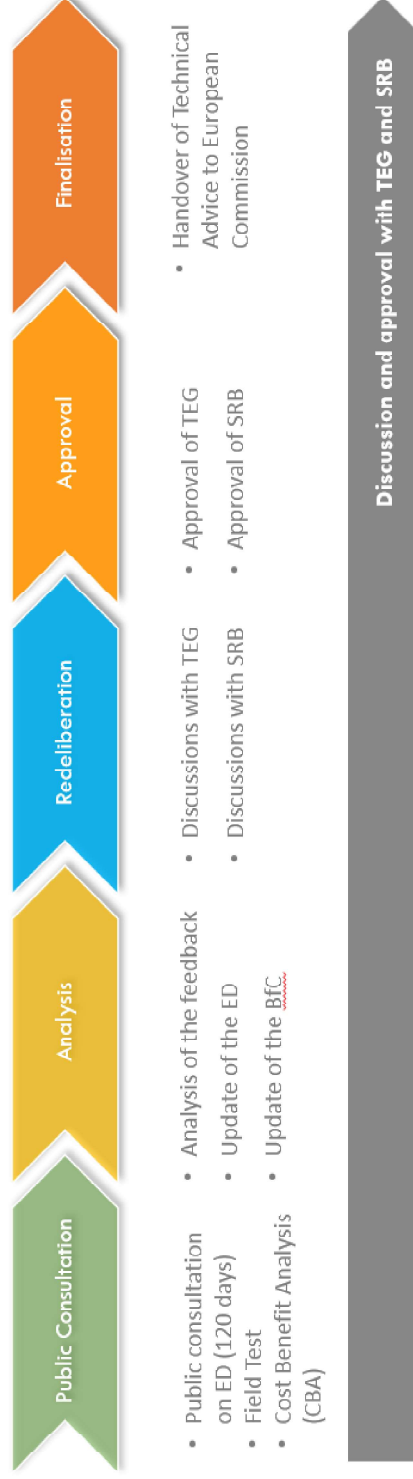 Public Consultation
• Public consultation
on ED (120 days)
• Field Test
• Cost Benefit Analysis
(CBA)
Analysis
• Analysis of the feedback
• Update of the ED
• Update of the BfC
Redeliberation
• Discussions with TEG
• Discussions with SRB
Approval
• Approval of TEG
• Approval of SRB
Finalisation
• Handover of Technical
Advice to European
Commission
Discussion and approval with TEG and SRB